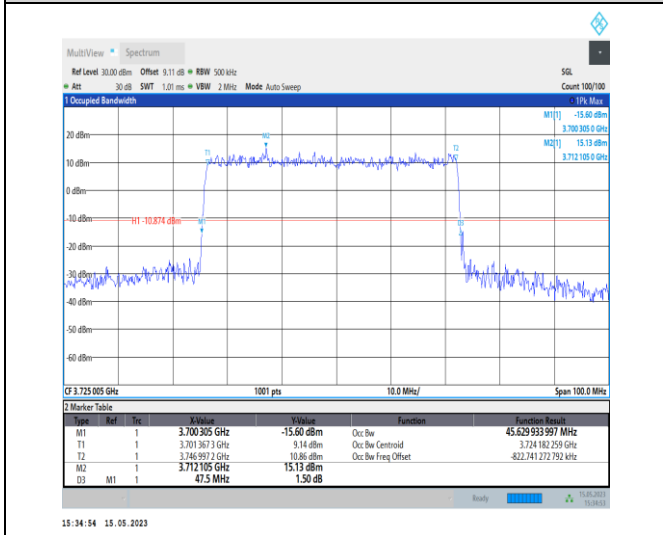 MultiView Spectrum
Ref Level 30.00 dBm Offset 9.11 dB RBW 500 kHz SGL
Att 30 dB SWT 1.01 ms VBW 2 MHz Mode Auto Sweep Count 100/100
1 Occupied Bandwidth 1Pk Max
M1[1] -15.60 dBm
3.700 305 0 GHz
M2[1] 15.13 dBm
3.712 105 0 GHz
20 dBm
M2
T1
T2
10 dBm
0 dBm
-10 dBm
H1 -10.874 dBm
M1
D3
-20 dBm
-30 dBm
-40 dBm
-50 dBm
-60 dBm
CF 3.725 005 GHz 1001 pts 10.0 MHz/ Span 100.0 MHz
2 Marker Table
Type Ref Trc X-Value Y-Value Function Function Result
M1 1 3.700 305 GHz -15.60 dBm Occ Bw 45.629 933 997 MHz
T1 1 3.701 367 3 GHz 9.14 dBm Occ Bw Centroid 3.724 182 259 GHz
T2 1 3.746 997 2 GHz 10.86 dBm Occ Bw Freq Offset -822.741 272 792 kHz
M2 1 3.712 105 GHz 15.13 dBm
D3 M1 1 47.5 MHz 1.50 dB
Ready 15.05.2023
15:34:53
15:34:54 15.05.2023